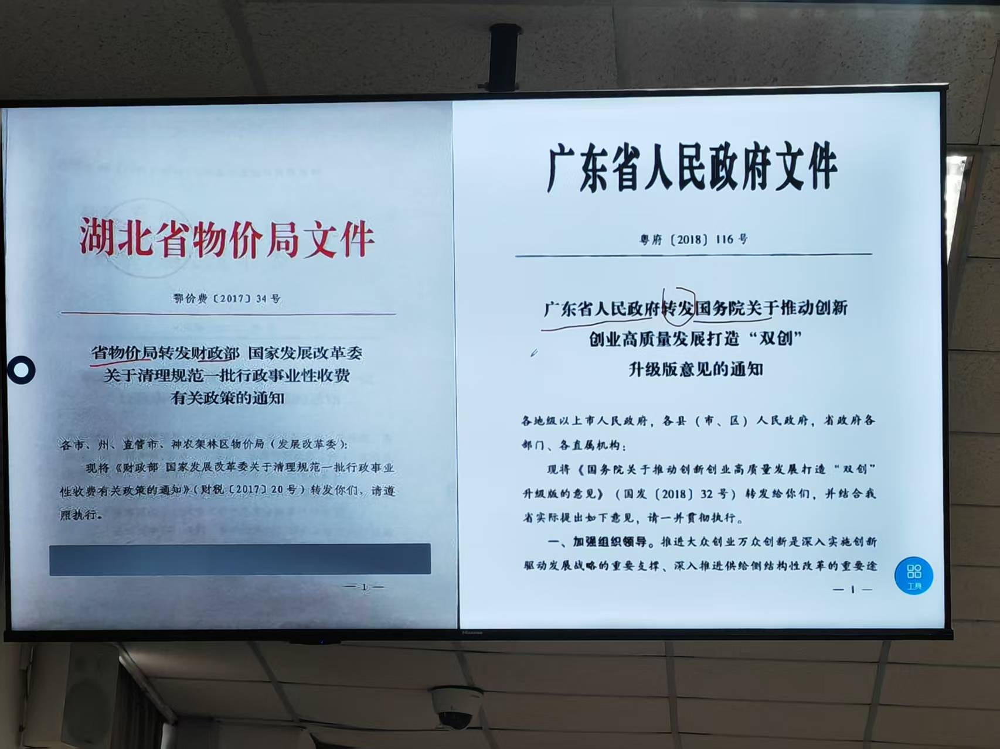 湖北省物价局文件
鄂价费〔2017〕34号
省物价局转发财政部 国家发展改革委
关于清理规范一批行政事业性收费
有关政策的通知
各市、州、直管市、神农架林区物价局(发展改革委):
现将《财政部 国家发展改革委关于清理规范一批行政事业
性收费有关政策的通知》(财税〔2017〕20号)转发你们,请遵
照执行。
— 1 —
广东省人民政府文件
粤府〔2018〕116号
广东省人民政府转发国务院关于推动创新
创业高质量发展打造“双创”
升级版意见的通知
各地级以上市人民政府,各县(市、区)人民政府,省政府各
部门、各直属机构:
现将《国务院关于推动创新创业高质量发展打造“双创”
升级版的意见》(国发〔2018〕32号)转发给你们,并结合我
省实际提出如下意见,请一并贯彻执行。
一、加强组织领导。推进大众创业万众创新是深入实施创新
驱动发展战略的重要支撑、深入推进供给侧结构性改革的重要途
— 1 —
工具
Hisense